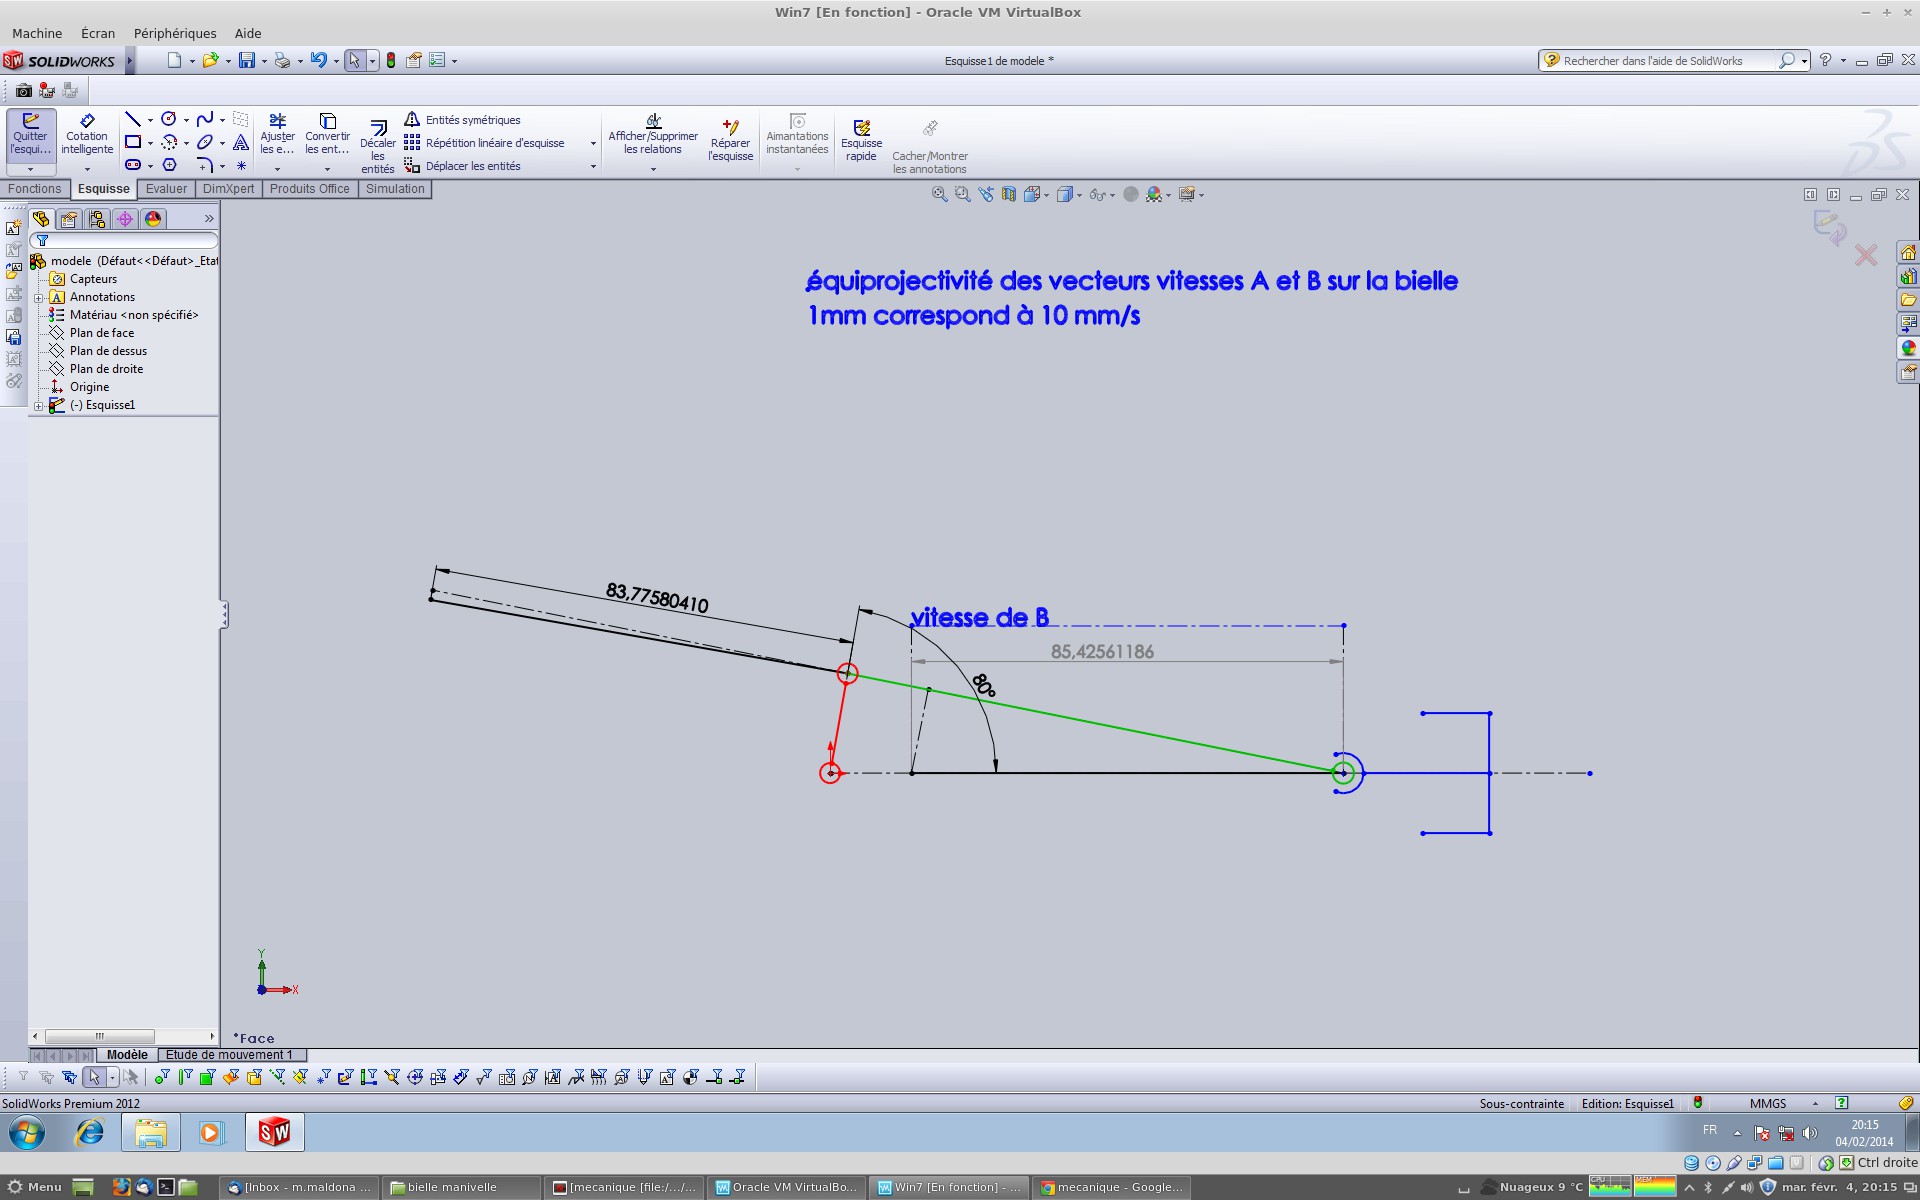 Win7 [En fonction] - Oracle VM VirtualBox
Machine Écran Périphériques Aide
SOLIDWORKS
Esquisse1 de modele *
Rechercher dans l'aide de SolidWorks
Quitter l'esqui...
Cotation intelligente
Ajuster les e...
Convertir les ent...
Décaler les entités
Entités symétriques
Répétition linéaire d'esquisse
Déplacer les entités
Afficher/Supprimer les relations
Réparer l'esquisse
Aimantations instantanées
Esquisse rapide
Cacher/Montrer les annotations
Fonctions Esquisse Evaluer DimXpert Produits Office Simulation
modele (Défaut<<Défaut>_Etat
Capteurs
Annotations
Matériau <non spécifié>
Plan de face
Plan de dessus
Plan de droite
Origine
(-) Esquisse1
équiprojectivité des vecteurs vitesses A et B sur la bielle
1mm correspond à 10 mm/s
83,77580410
vitesse de B
85,42561186
80°
Y
X
*Face
Modèle Etude de mouvement 1
SolidWorks Premium 2012
Sous-contrainte Edition: Esquisse1 MMGS
FR
20:15
04/02/2014
Ctrl droite
Menu
[Inbox - m.maldona ...
bielle manivelle
[mecanique [file:/.../...
Oracle VM VirtualBo...
Win7 [En fonction] - ...
mecanique - Google...
Nuageux 9 °C
mar. févr. 4, 20:15